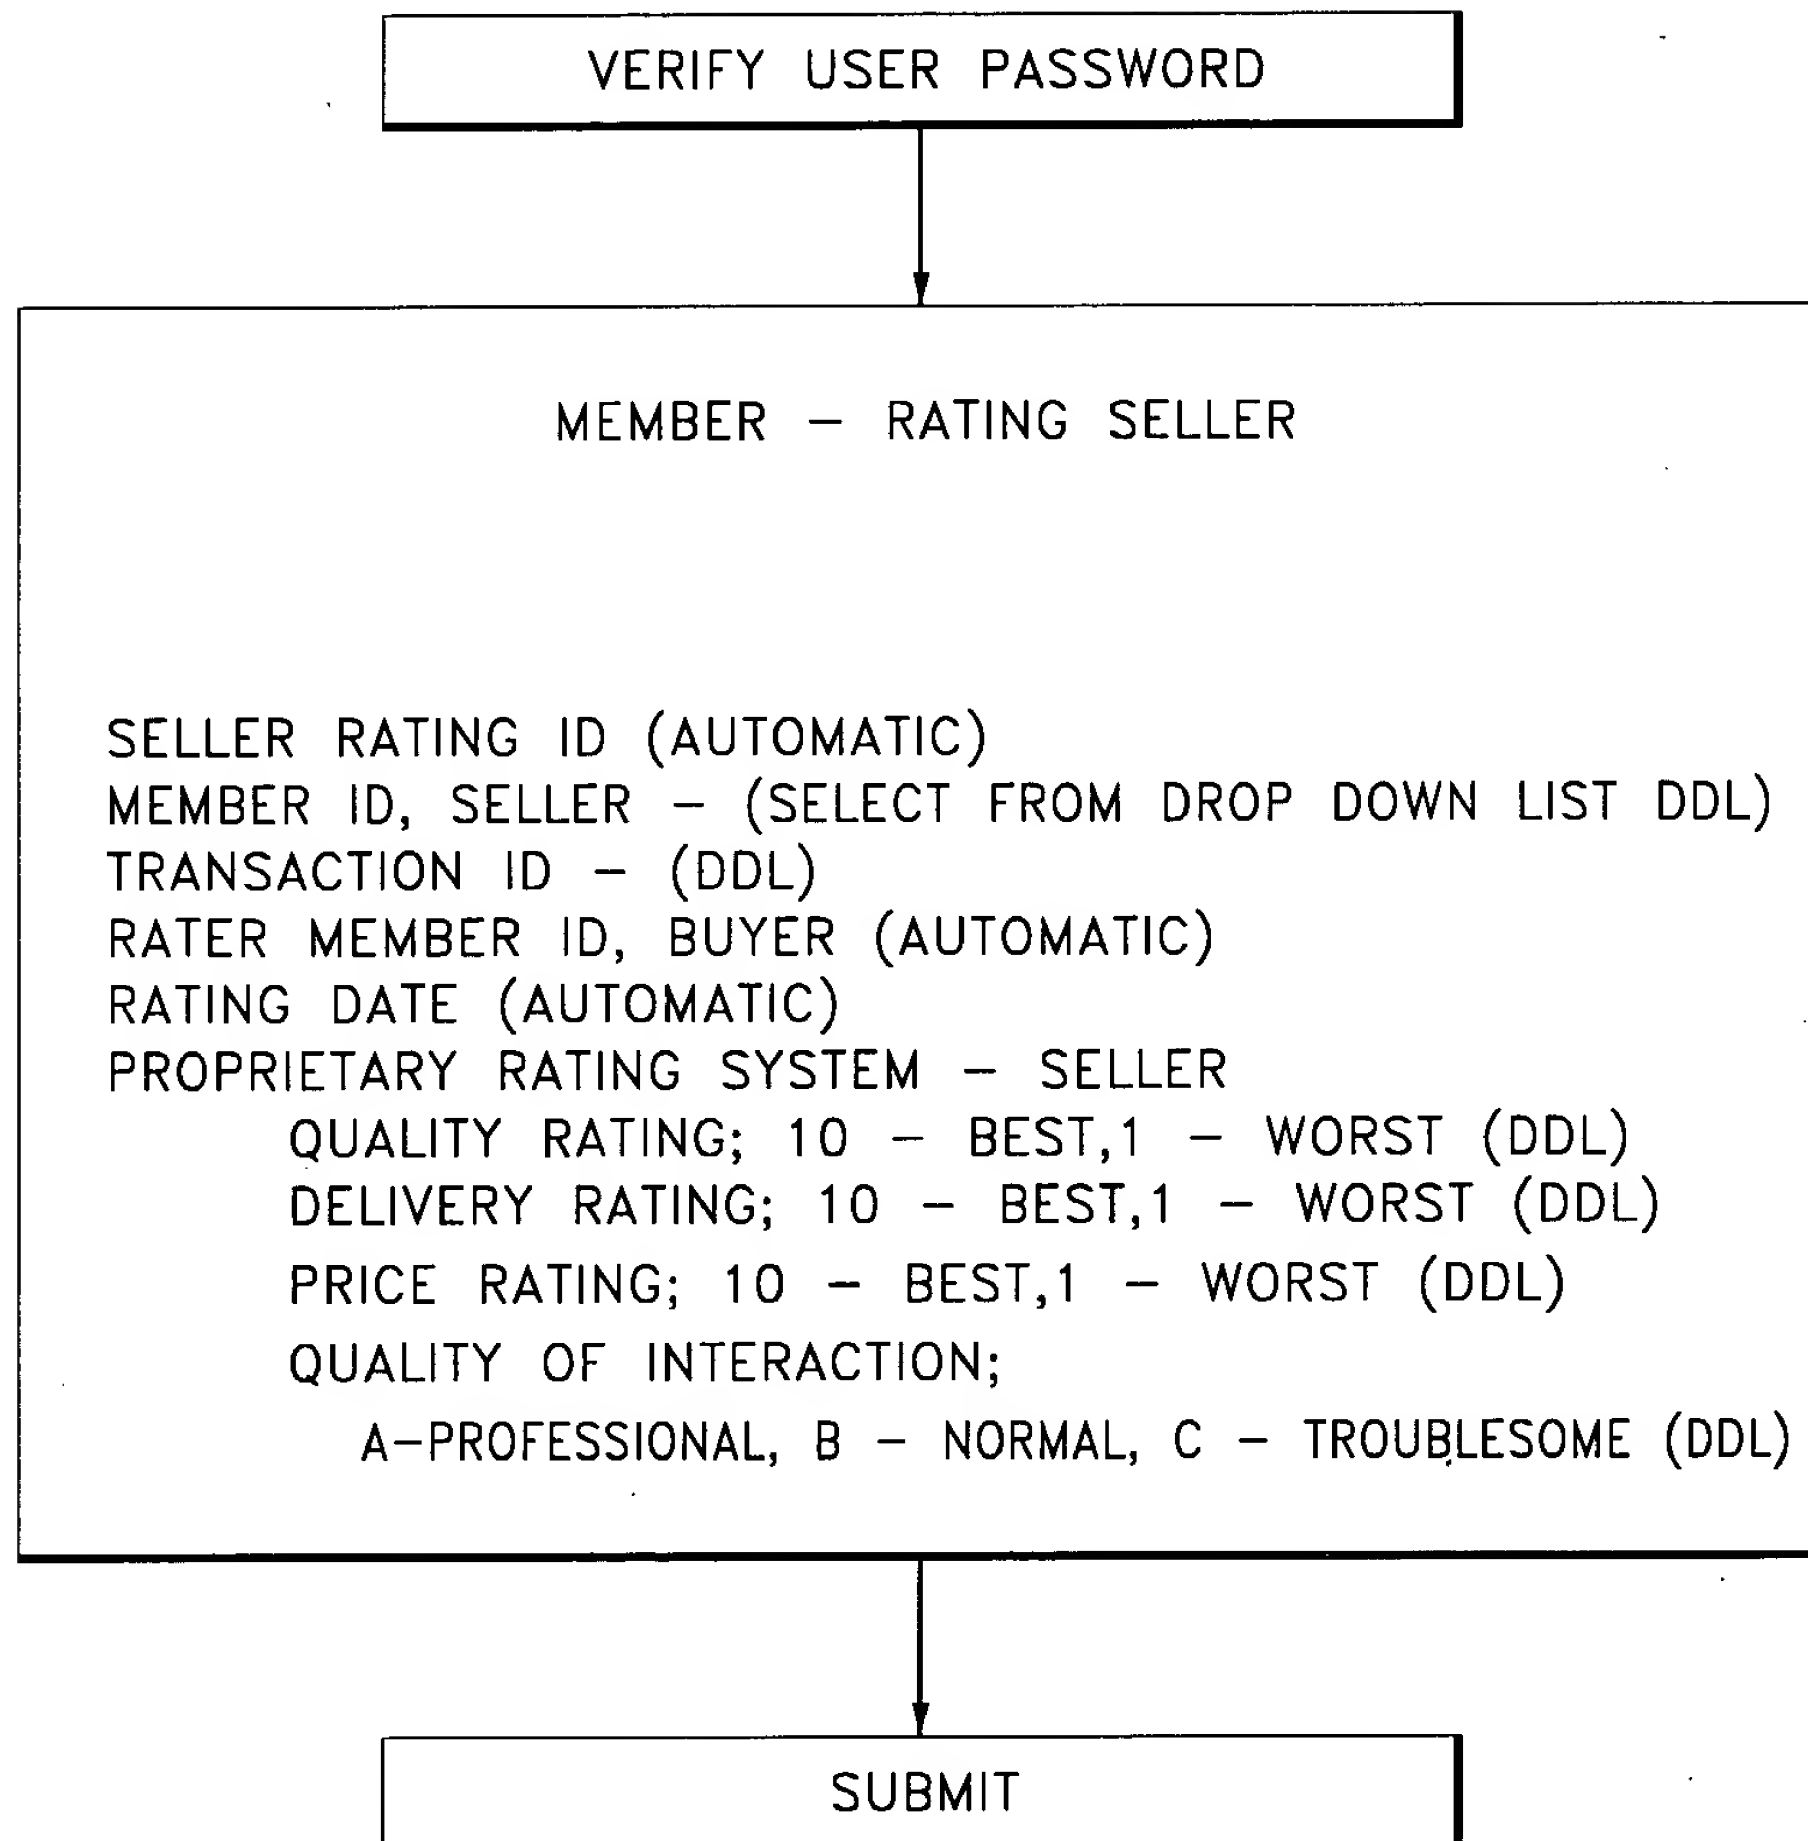 VERIFY USER PASSWORD
MEMBER – RATING SELLER
SELLER RATING ID (AUTOMATIC)
MEMBER ID, SELLER – (SELECT FROM DROP DOWN LIST DDL)
TRANSACTION ID – (DDL)
RATER MEMBER ID, BUYER (AUTOMATIC)
RATING DATE (AUTOMATIC)
PROPRIETARY RATING SYSTEM – SELLER
QUALITY RATING; 10 – BEST,1 – WORST (DDL)
DELIVERY RATING; 10 – BEST,1 – WORST (DDL)
PRICE RATING; 10 – BEST,1 – WORST (DDL)
QUALITY OF INTERACTION;
A–PROFESSIONAL, B – NORMAL, C – TROUBLESOME (DDL)
SUBMIT